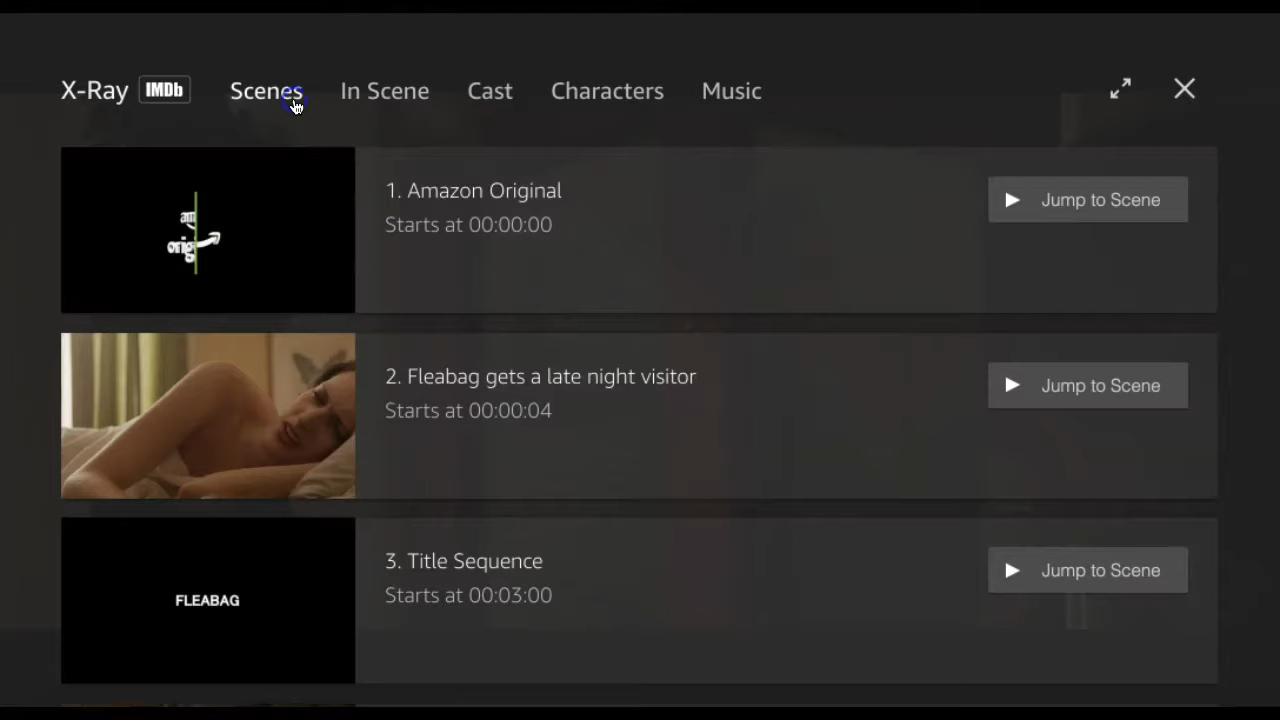 X-Ray IMDb Scenes In Scene Cast Characters Music
am
orig
1. Amazon Original
Starts at 00:00:00
Jump to Scene
2. Fleabag gets a late night visitor
Starts at 00:00:04
Jump to Scene
FLEABAG
3. Title Sequence
Starts at 00:03:00
Jump to Scene